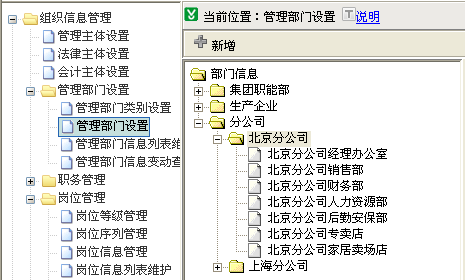 组织信息管理
管理主体设置
法律主体设置
会计主体设置
管理部门设置
管理部门类别设置
管理部门设置
管理部门信息列表维
管理部门信息变动查
职务管理
岗位管理
岗位等级管理
岗位序列管理
岗位信息管理
岗位信息列表维护
当前位置：管理部门设置 T说明
新增
部门信息
集团职能部
生产企业
分公司
北京分公司
北京分公司经理办公室
北京分公司销售部
北京分公司财务部
北京分公司人力资源部
北京分公司后勤安保部
北京分公司专卖店
北京分公司家居卖场店
上海分公司